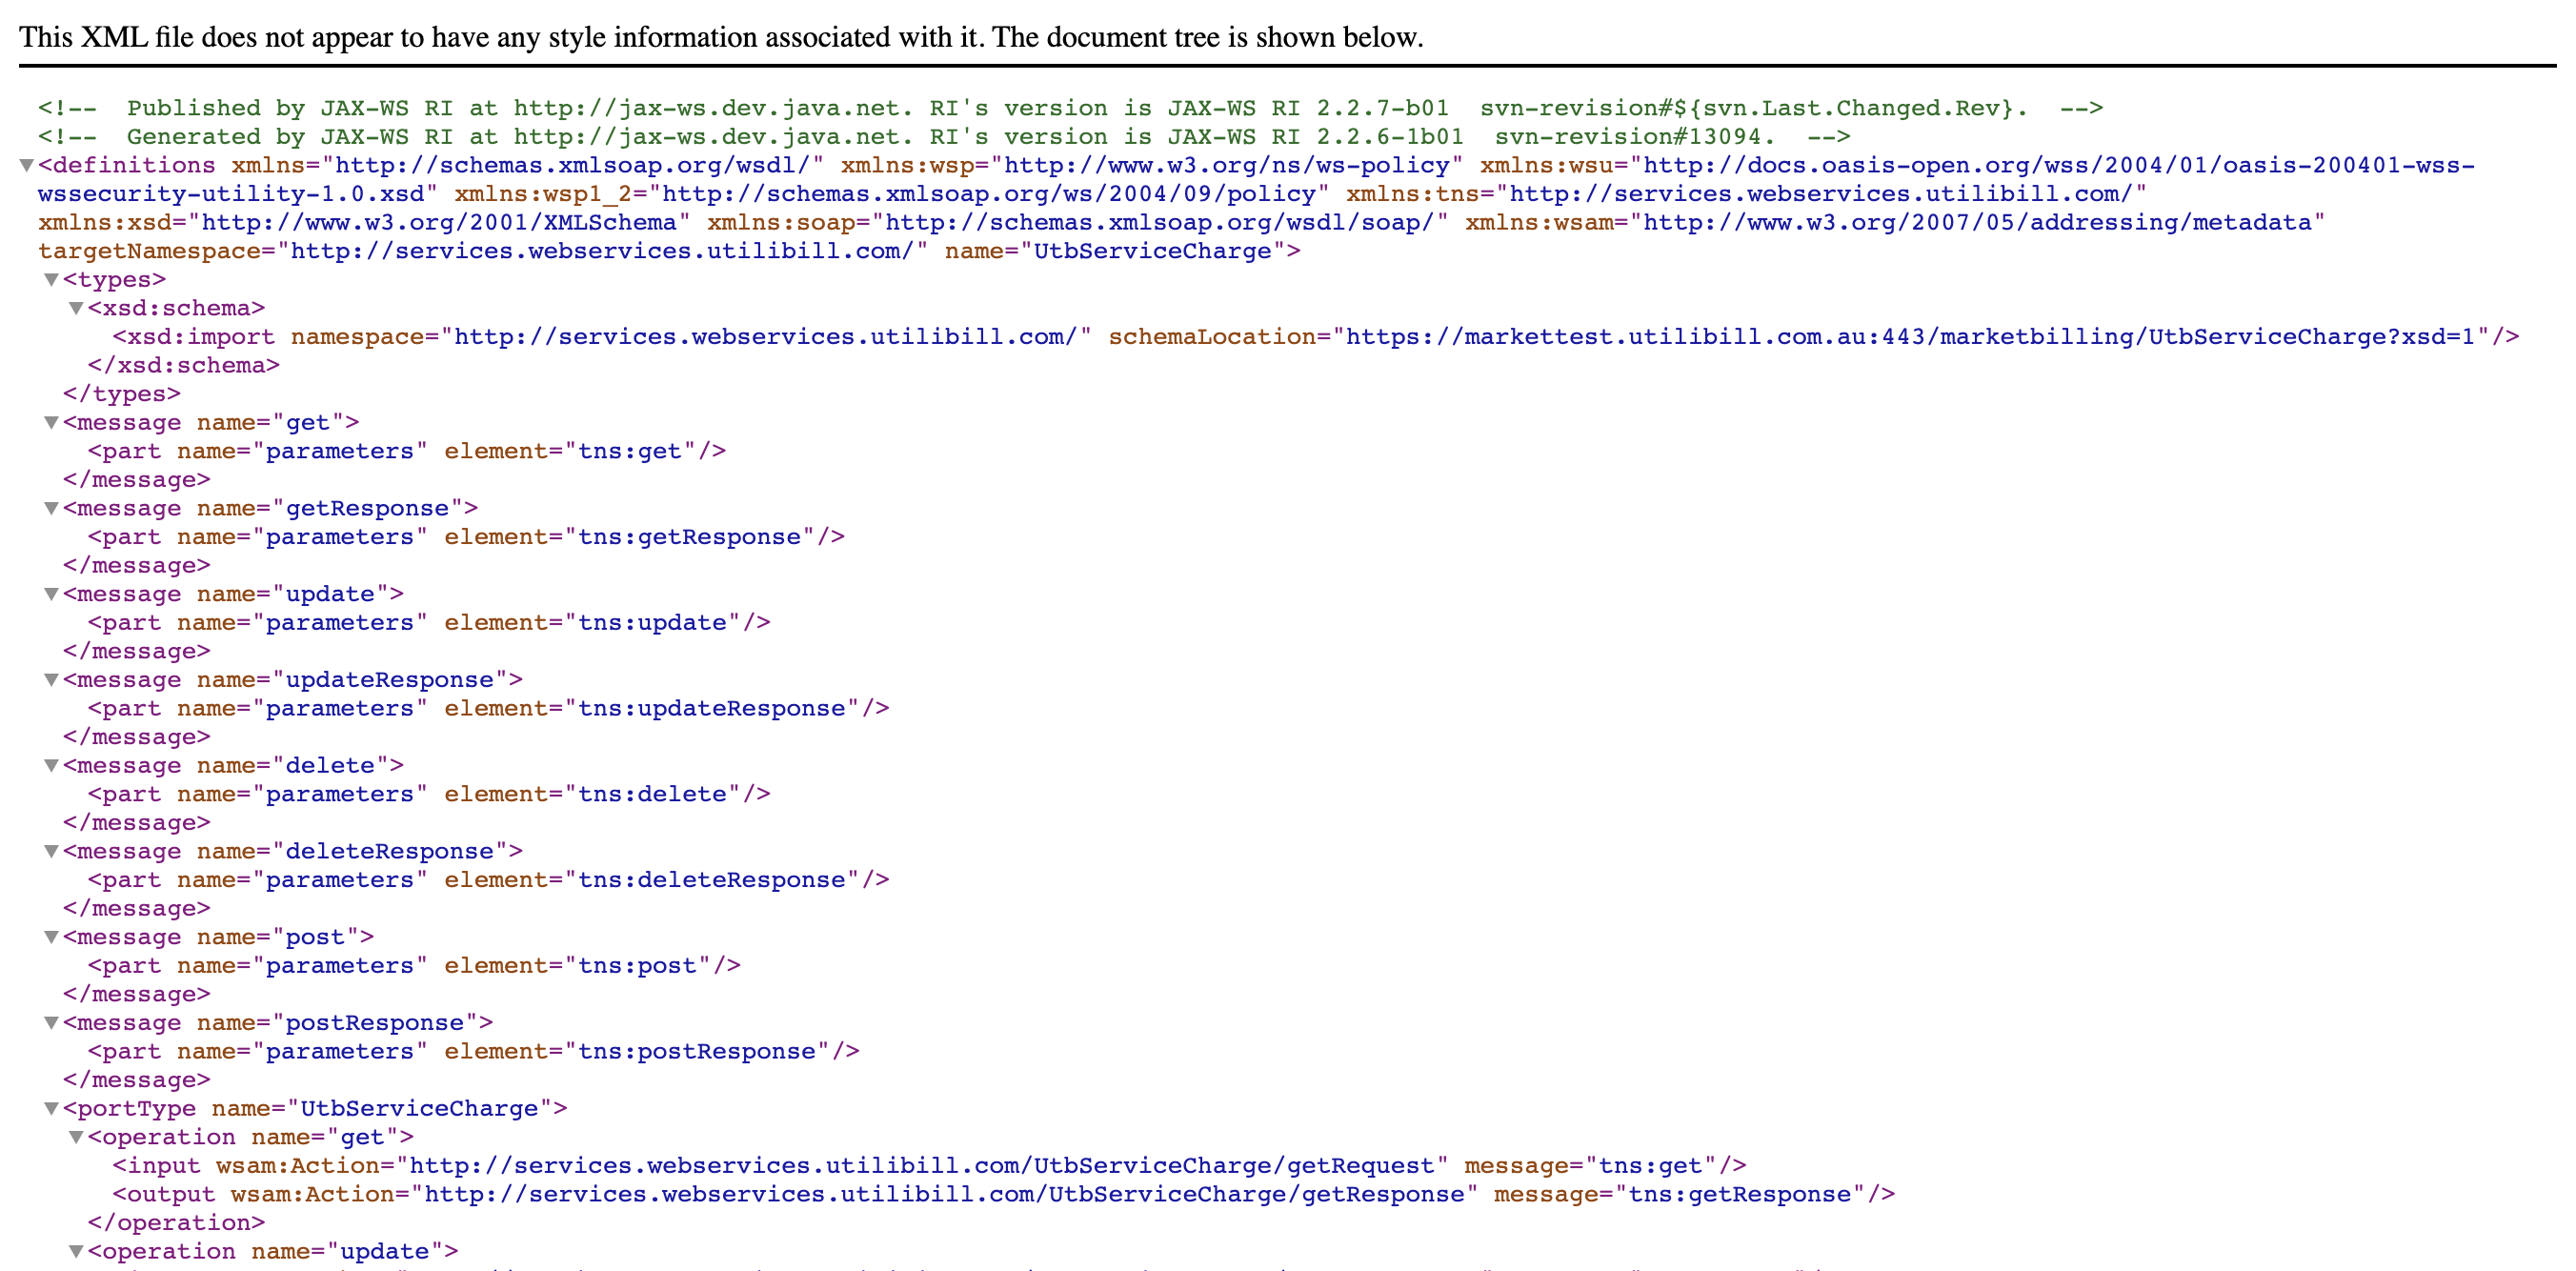 This XML file does not appear to have any style information associated with it. The document tree is shown below.
<!--  Published by JAX-WS RI at http://jax-ws.dev.java.net. RI's version is JAX-WS RI 2.2.7-b01  svn-revision#${svn.Last.Changed.Rev}.  -->
<!--  Generated by JAX-WS RI at http://jax-ws.dev.java.net. RI's version is JAX-WS RI 2.2.6-1b01  svn-revision#13094.  -->
▼<definitions xmlns="http://schemas.xmlsoap.org/wsdl/" xmlns:wsp="http://www.w3.org/ns/ws-policy" xmlns:wsu="http://docs.oasis-open.org/wss/2004/01/oasis-200401-wss-
wssecurity-utility-1.0.xsd" xmlns:wsp1_2="http://schemas.xmlsoap.org/ws/2004/09/policy" xmlns:tns="http://services.webservices.utilibill.com/"
xmlns:xsd="http://www.w3.org/2001/XMLSchema" xmlns:soap="http://schemas.xmlsoap.org/wsdl/soap/" xmlns:wsam="http://www.w3.org/2007/05/addressing/metadata"
targetNamespace="http://services.webservices.utilibill.com/" name="UtbServiceCharge">
▼<types>
▼<xsd:schema>
<xsd:import namespace="http://services.webservices.utilibill.com/" schemaLocation="https://markettest.utilibill.com.au:443/marketbilling/UtbServiceCharge?xsd=1"/>
</xsd:schema>
</types>
▼<message name="get">
<part name="parameters" element="tns:get"/>
</message>
▼<message name="getResponse">
<part name="parameters" element="tns:getResponse"/>
</message>
▼<message name="update">
<part name="parameters" element="tns:update"/>
</message>
▼<message name="updateResponse">
<part name="parameters" element="tns:updateResponse"/>
</message>
▼<message name="delete">
<part name="parameters" element="tns:delete"/>
</message>
▼<message name="deleteResponse">
<part name="parameters" element="tns:deleteResponse"/>
</message>
▼<message name="post">
<part name="parameters" element="tns:post"/>
</message>
▼<message name="postResponse">
<part name="parameters" element="tns:postResponse"/>
</message>
▼<portType name="UtbServiceCharge">
▼<operation name="get">
<input wsam:Action="http://services.webservices.utilibill.com/UtbServiceCharge/getRequest" message="tns:get"/>
<output wsam:Action="http://services.webservices.utilibill.com/UtbServiceCharge/getResponse" message="tns:getResponse"/>
</operation>
▼<operation name="update">